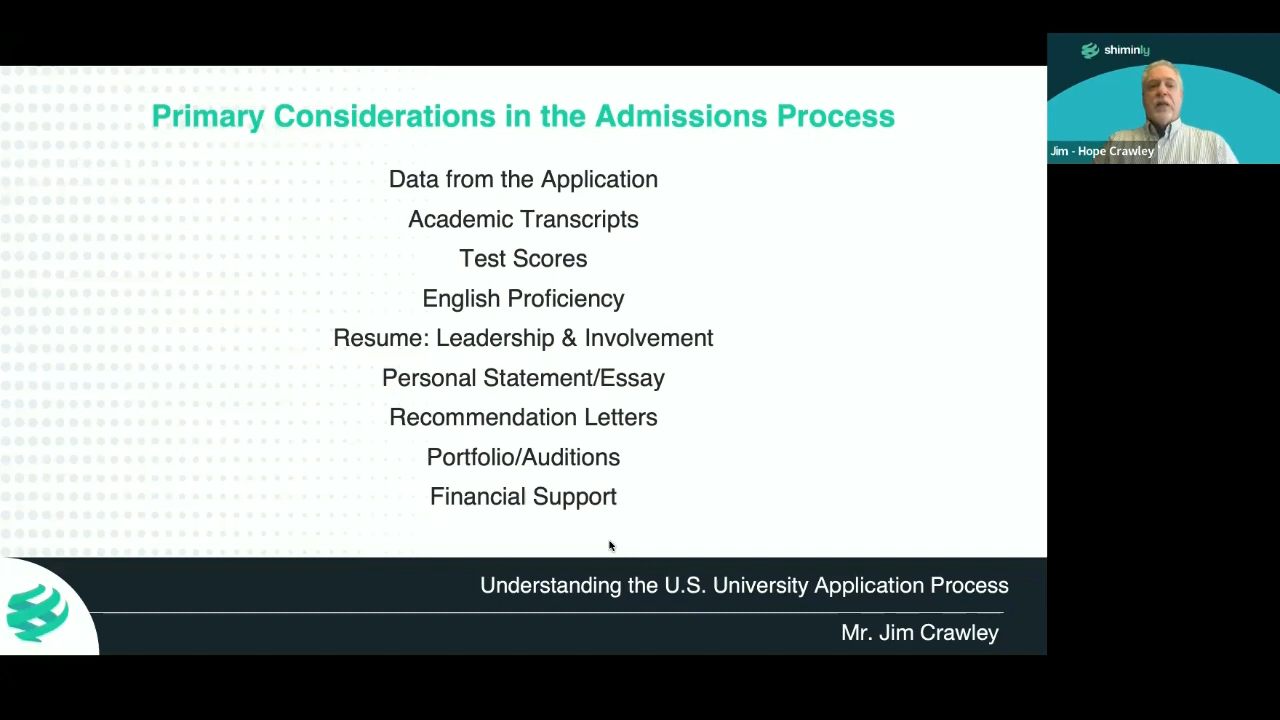 Primary Considerations in the Admissions Process
Data from the Application
Academic Transcripts
Test Scores
English Proficiency
Resume: Leadership & Involvement
Personal Statement/Essay
Recommendation Letters
Portfolio/Auditions
Financial Support
Understanding the U.S. University Application Process
Mr. Jim Crawley
shiminly
Jim - Hope Crawley